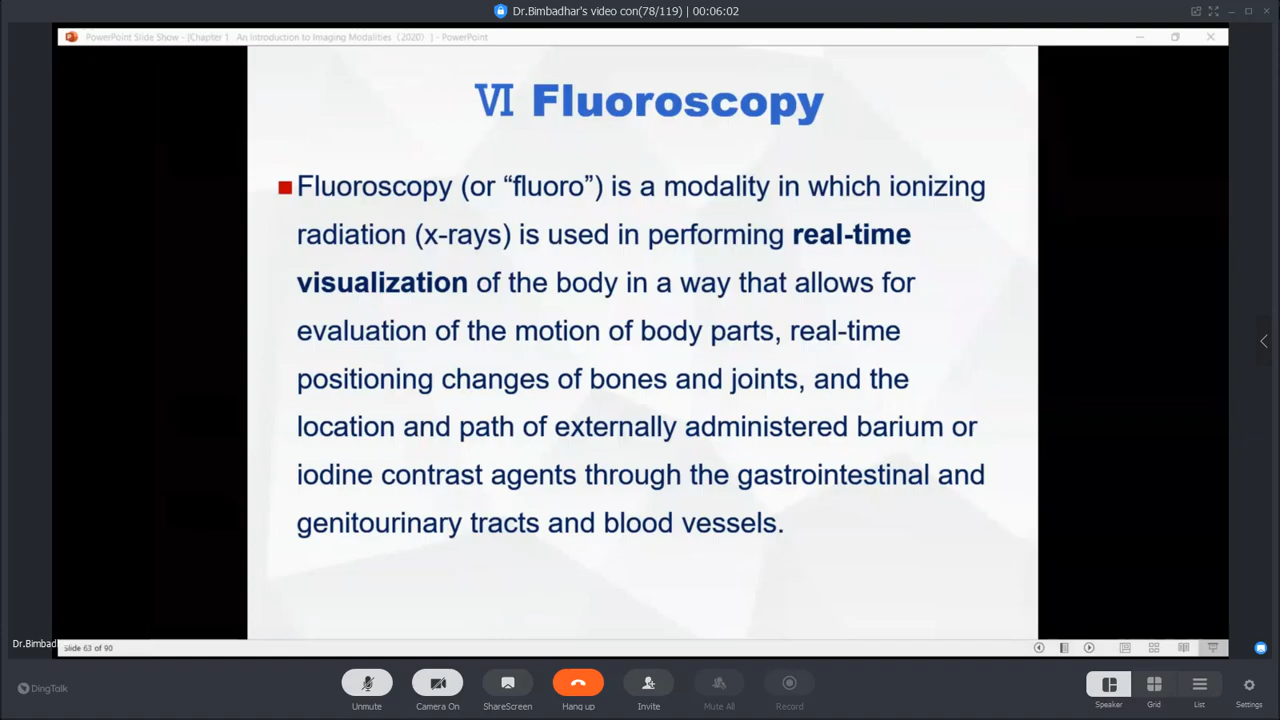 Dr.Bimbadhar's video con(78/119) | 00:06:02
PowerPoint Slide Show - [Chapter 1 An Introduction to Imaging Modalities (2020) ] - PowerPoint
Ⅵ Fluoroscopy
Fluoroscopy (or “fluoro”) is a modality in which ionizing
radiation (x-rays) is used in performing real-time
visualization of the body in a way that allows for
evaluation of the motion of body parts, real-time
positioning changes of bones and joints, and the
location and path of externally administered barium or
iodine contrast agents through the gastrointestinal and
genitourinary tracts and blood vessels.
Dr.Bimbad
Slide 63 of 90
DingTalk
Unmute
Camera On
ShareScreen
Hang up
Invite
Mute All
Record
Speaker
Grid
List
Settings